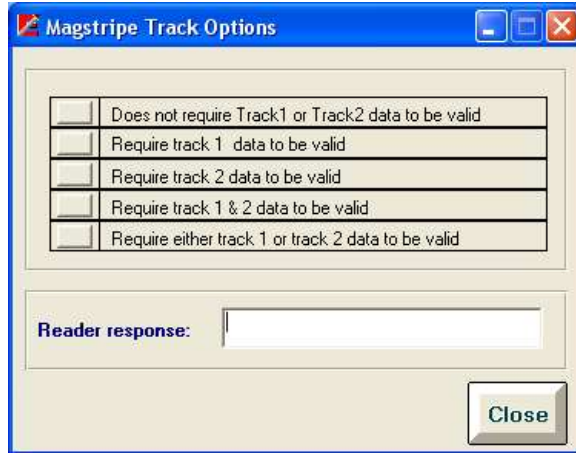 Magstripe Track Options
Does not require Track1 or Track2 data to be valid
Require track 1  data to be valid
Require track 2 data to be valid
Require track 1 & 2 data to be valid
Require either track 1 or track 2 data to be valid
Reader response:
Close